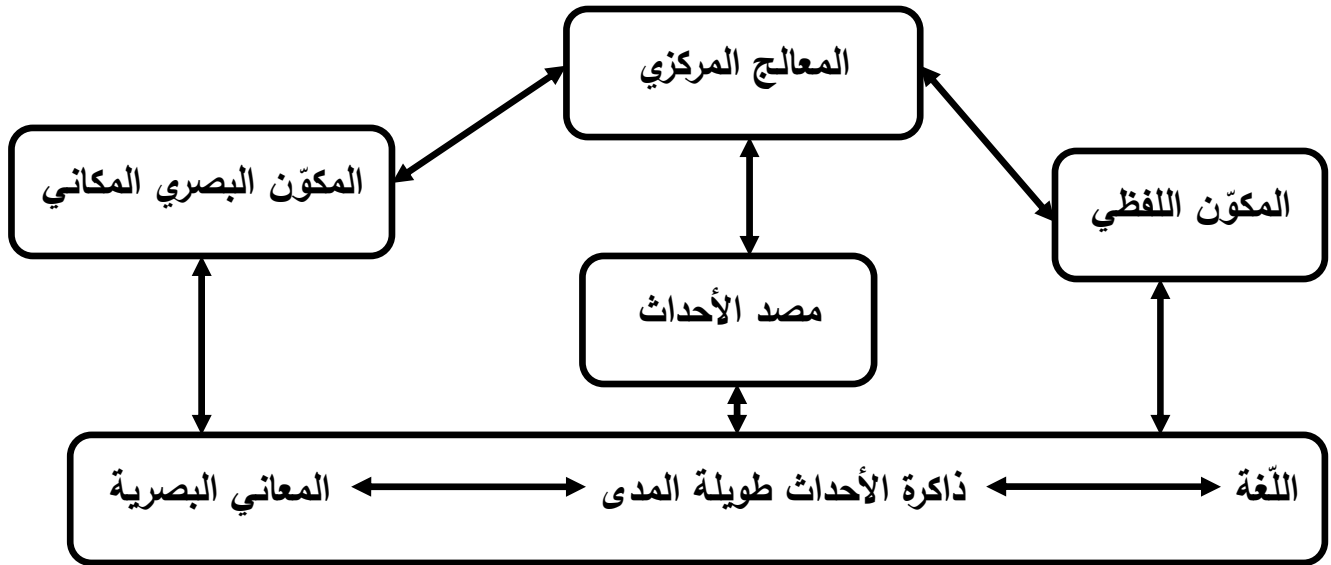 المعالج المركزي
المكوّن اللفظي
المكوّن البصري المكاني
مصد الأحداث
اللّغة
ذاكرة الأحداث طويلة المدى
المعاني البصرية